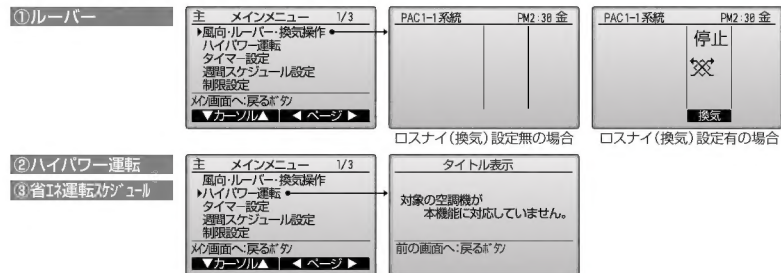 ①ルーバー
主 メインメニュー 1/3
▶風向・ルーバー・換気操作
ハイパワー運転
タイマー設定
週間スケジュール設定
制限設定
メイン画面へ:戻るボタン
▼カーソル▲ ◀ ページ ▶
PAC1-1系統 PM2:30 金
ロスナイ(換気)設定無の場合
PAC1-1系統 PM2:30 金
停止
換気
ロスナイ(換気)設定有の場合
②ハイパワー運転
③省エネ運転スケジュール
主 メインメニュー 1/3
風向・ルーバー・換気操作
▶ハイパワー運転
タイマー設定
週間スケジュール設定
制限設定
メイン画面へ:戻るボタン
▼カーソル▲ ◀ ページ ▶
タイトル表示
対象の空調機が
本機能に対応していません。
前の画面へ:戻るボタン